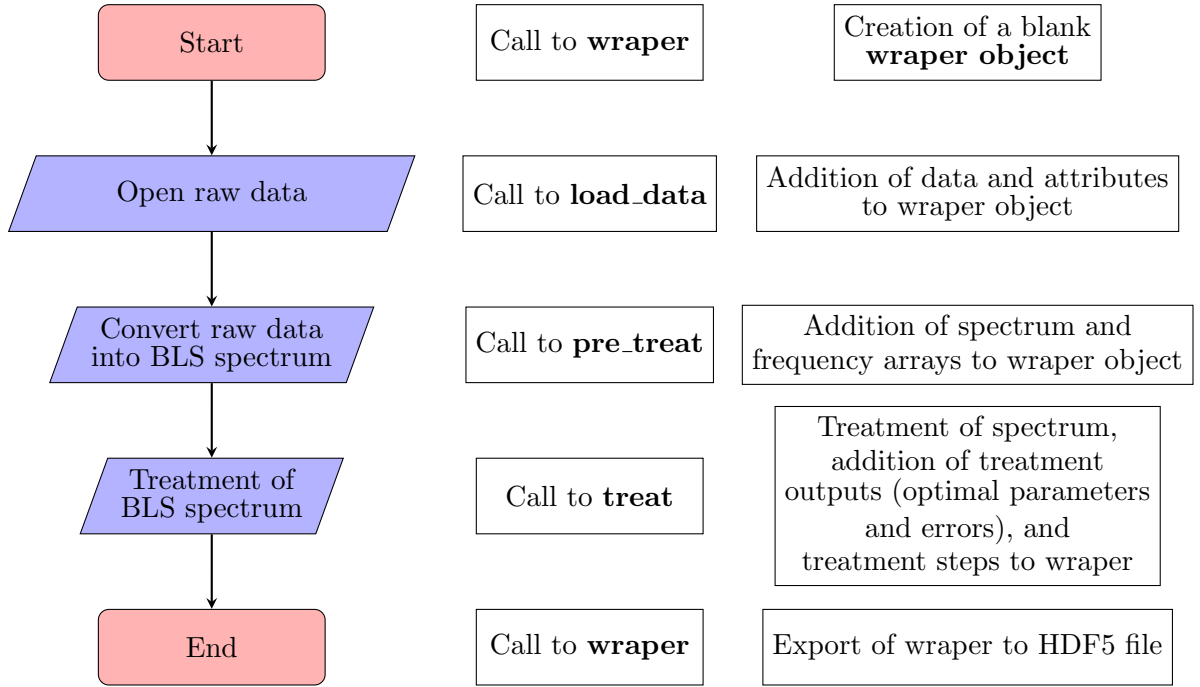 Start
Call to wraper
Creation of a blank
wraper object
Open raw data
Call to load_data
Addition of data and attributes
to wraper object
Convert raw data
into BLS spectrum
Call to pre_treat
Addition of spectrum and
frequency arrays to wraper object
Treatment of
BLS spectrum
Call to treat
Treatment of spectrum,
addition of treatment
outputs (optimal parameters
and errors), and
treatment steps to wraper
End
Call to wraper
Export of wraper to HDF5 file